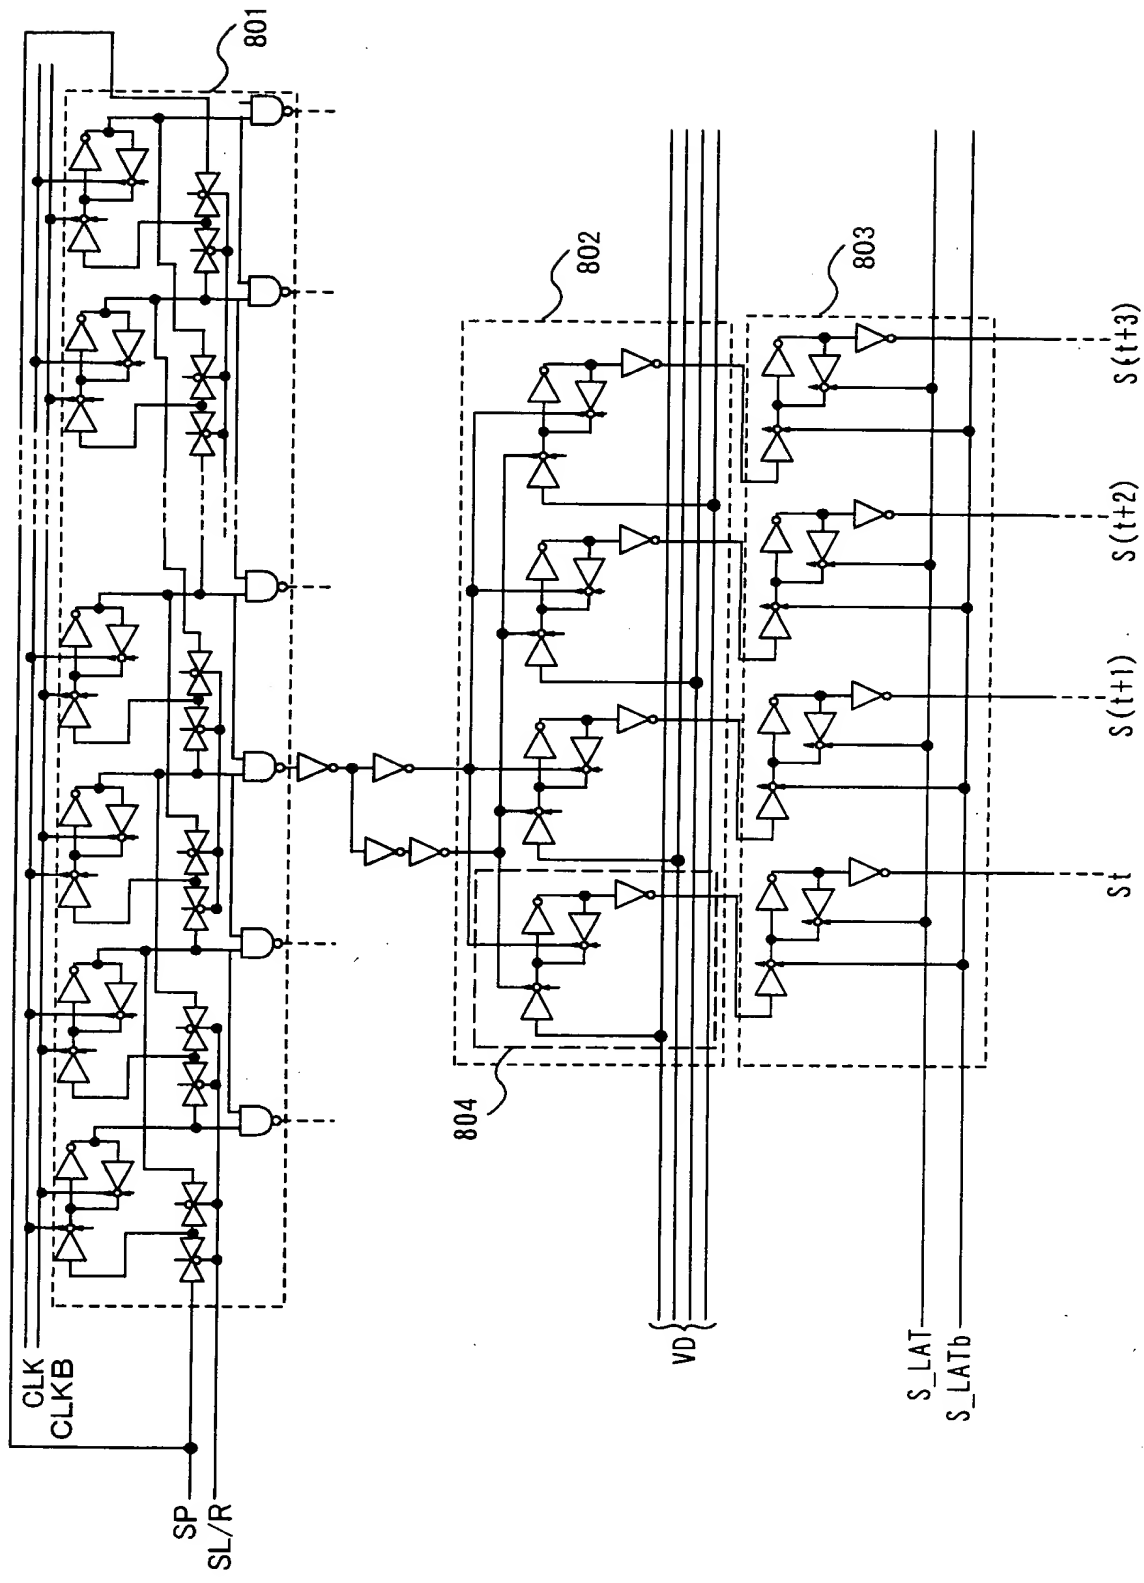 CLK
CLKB
SP
SL/R
801
802
804
VD
803
S_LAT
S_LATb
St
S(t+1)
S(t+2)
S(t+3)